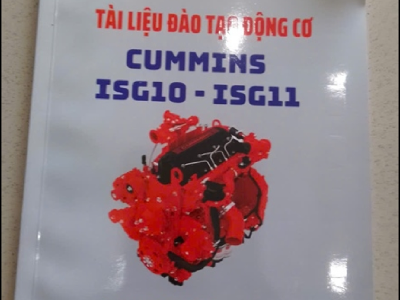 TÀI LIỆU ĐÀO TẠO ĐỘNG CƠ
CUMMINS
ISG10 - ISG11